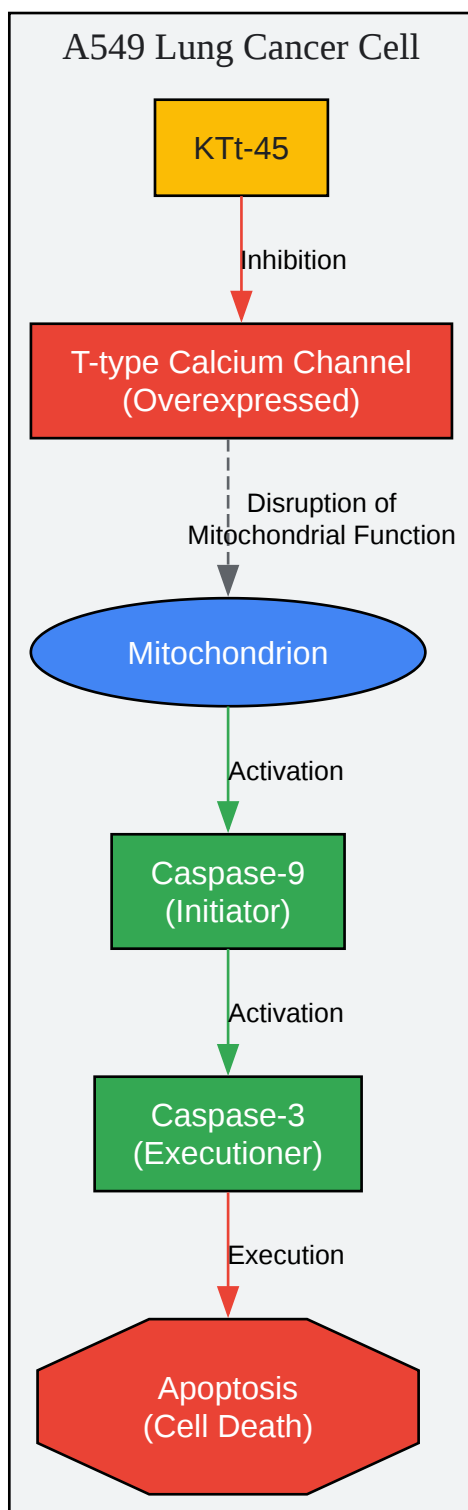 A549 Lung Cancer Cell
KTt-45
Inhibition
T-type Calcium Channel
(Overexpressed)
Disruption of
Mitochondrial Function
Mitochondrion
Activation
Caspase-9
(Initiator)
Activation
Caspase-3
(Executioner)
Execution
Apoptosis
(Cell Death)